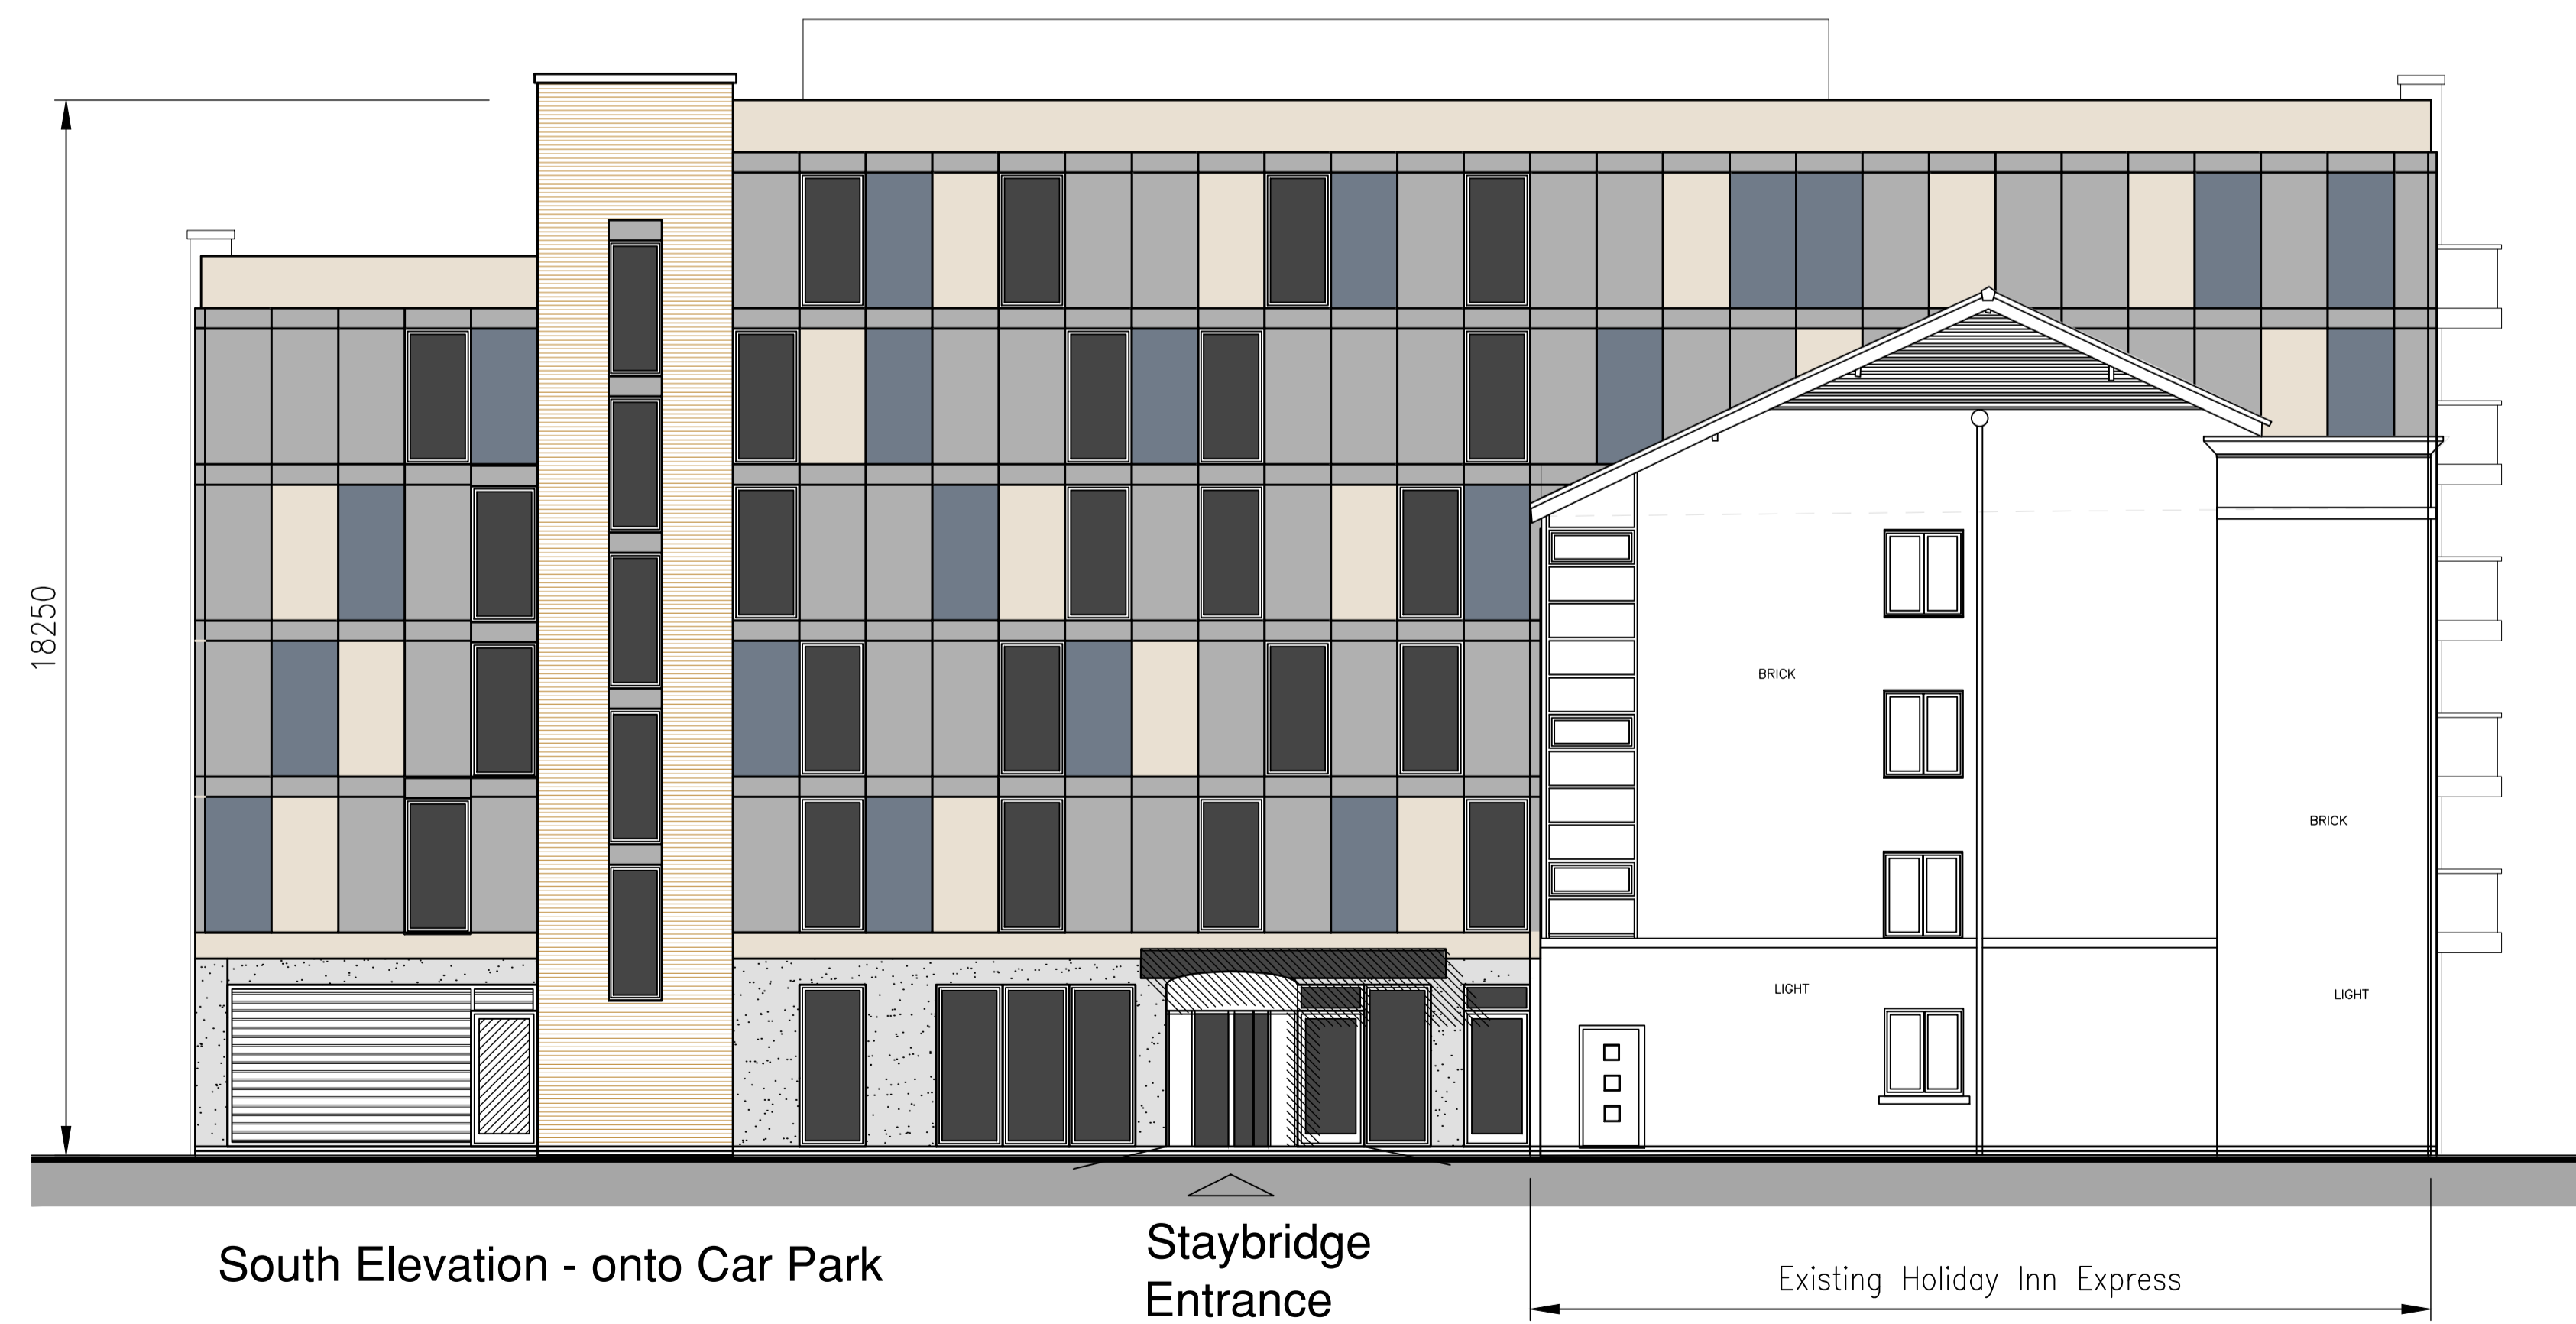 18250
BRICK
BRICK
LIGHT
LIGHT
South Elevation - onto Car Park
Staybridge
Entrance
Existing Holiday Inn Express